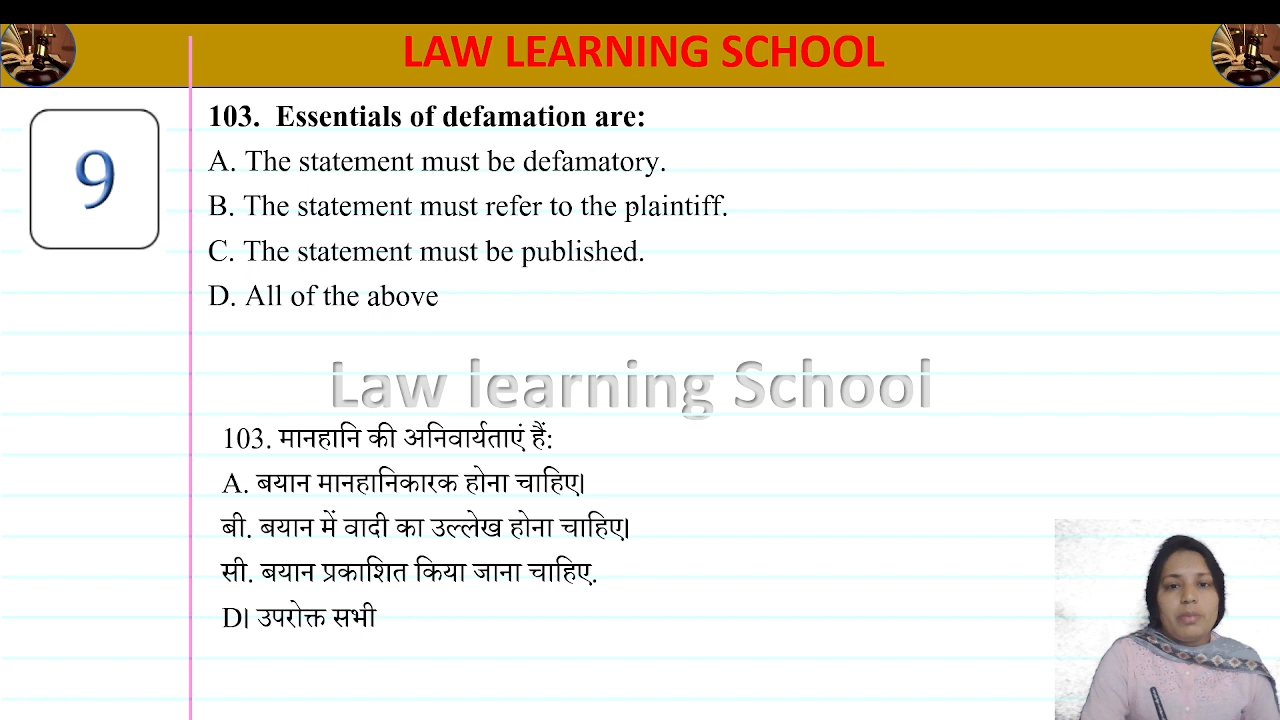 LAW LEARNING SCHOOL
9
103. Essentials of defamation are:
A. The statement must be defamatory.
B. The statement must refer to the plaintiff.
C. The statement must be published.
D. All of the above
Law learning School
103. मानहानि की अनिवार्यताएं हैं:
A. बयान मानहानिकारक होना चाहिए।
बी. बयान में वादी का उल्लेख होना चाहिए।
सी. बयान प्रकाशित किया जाना चाहिए.
D। उपरोक्त सभी